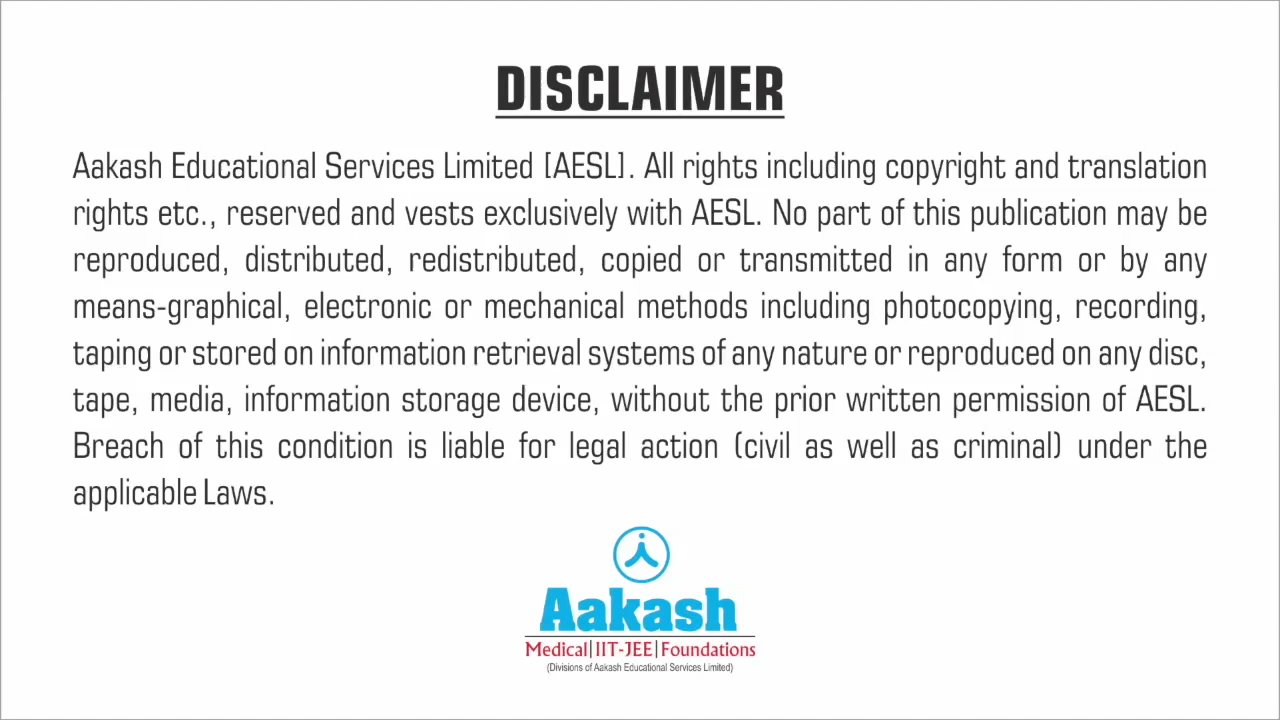 DISCLAIMER
Aakash Educational Services Limited [AESL]. All rights including copyright and translation
rights etc., reserved and vests exclusively with AESL. No part of this publication may be
reproduced, distributed, redistributed, copied or transmitted in any form or by any
means-graphical, electronic or mechanical methods including photocopying, recording,
taping or stored on information retrieval systems of any nature or reproduced on any disc,
tape, media, information storage device, without the prior written permission of AESL.
Breach of this condition is liable for legal action (civil as well as criminal) under the
applicable Laws.
Aakash
Medical|IIT-JEE|Foundations
(Divisions of Aakash Educational Services Limited)